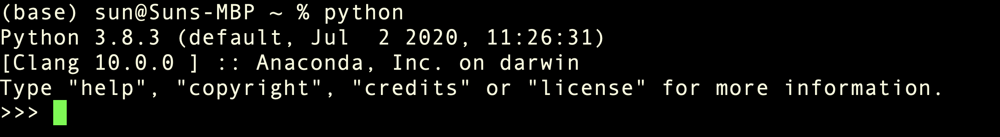 (base) sun@Suns-MBP ~ % python
Python 3.8.3 (default, Jul  2 2020, 11:26:31)
[Clang 10.0.0 ] :: Anaconda, Inc. on darwin
Type "help", "copyright", "credits" or "license" for more information.
>>>